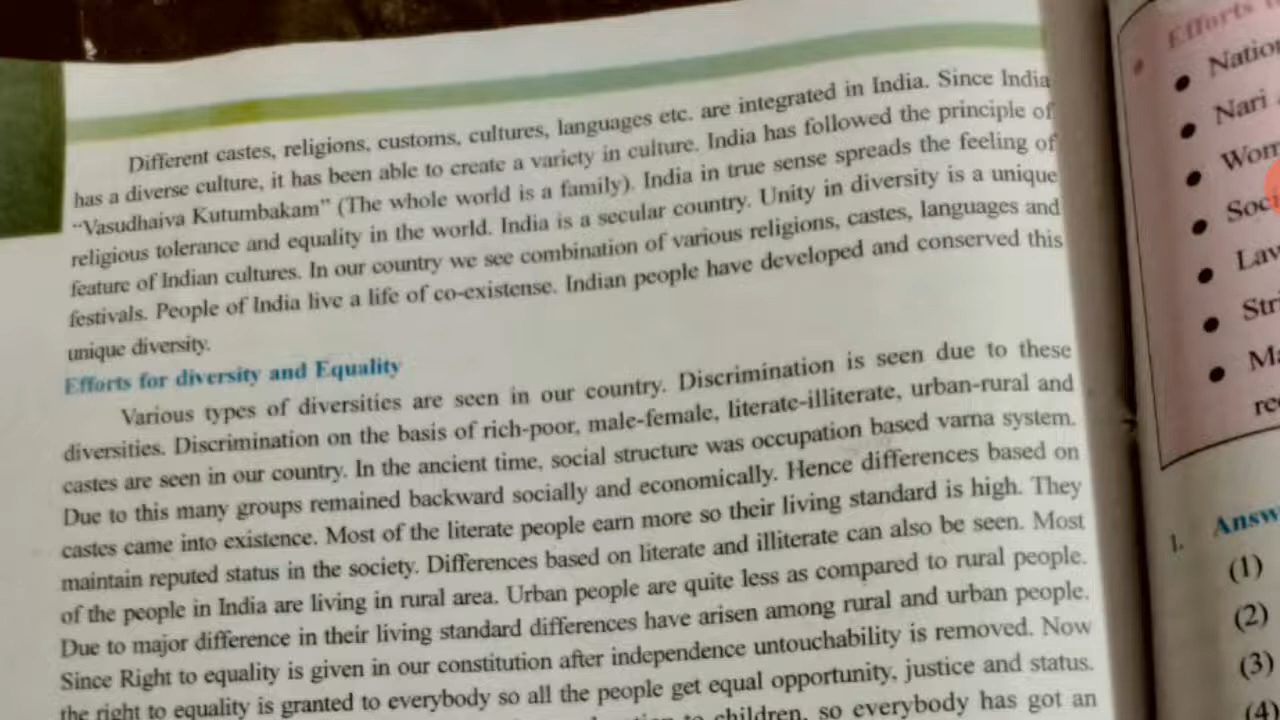 Different castes, religions, customs, cultures, languages etc. are integrated in India. Since India
has a diverse culture, it has been able to create a variety in culture. India has followed the principle of
“Vasudhaiva Kutumbakam” (The whole world is a family). India in true sense spreads the feeling of
religious tolerance and equality in the world. India is a secular country. Unity in diversity is a unique
feature of Indian cultures. In our country we see combination of various religions, castes, languages and
festivals. People of India live a life of co-existense. Indian people have developed and conserved this
unique diversity.
Efforts for diversity and Equality
Various types of diversities are seen in our country. Discrimination is seen due to these
diversities. Discrimination on the basis of rich-poor, male-female, literate-illiterate, urban-rural and
castes are seen in our country. In the ancient time, social structure was occupation based varna system.
Due to this many groups remained backward socially and economically. Hence differences based on
castes came into existence. Most of the literate people earn more so their living standard is high. They
maintain reputed status in the society. Differences based on literate and illiterate can also be seen. Most
of the people in India are living in rural area. Urban people are quite less as compared to rural people.
Due to major difference in their living standard differences have arisen among rural and urban people.
Since Right to equality is given in our constitution after independence untouchability is removed. Now
the right to equality is granted to everybody so all the people get equal opportunity, justice and status.
to children, so everybody has got an
Efforts
• Nation
• Nari
• Wom
• Soci
• Law
• Stri
• Ma
rec
1. Answ
(1)
(2)
(3)
(4)